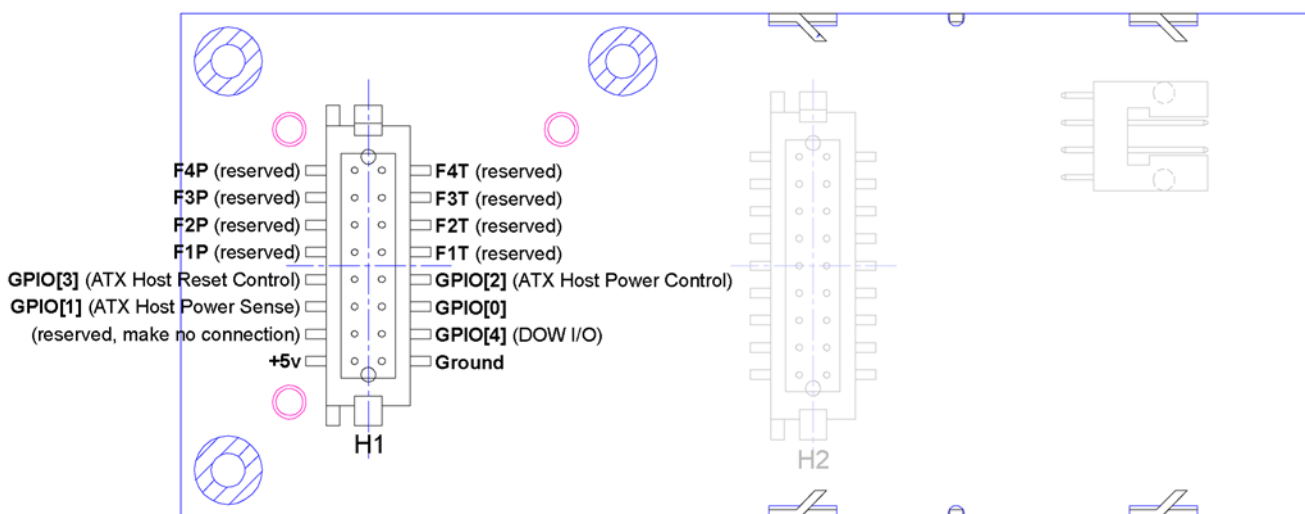 F4P (reserved) F4T (reserved)
F3P (reserved) F3T (reserved)
F2P (reserved) F2T (reserved)
F1P (reserved) F1T (reserved)
GPIO[3] (ATX Host Reset Control) GPIO[2] (ATX Host Power Control)
GPIO[1] (ATX Host Power Sense) GPIO[0]
(reserved, make no connection) GPIO[4] (DOW I/O)
+5v Ground
H1
H2